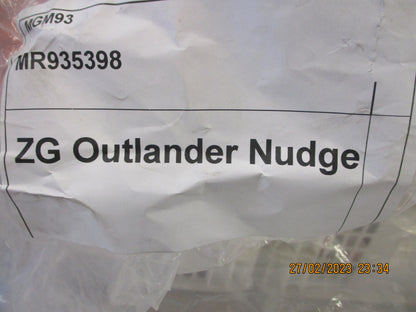 MGM93
MR935398
ZG Outlander Nudge
27/02/2023 23:34